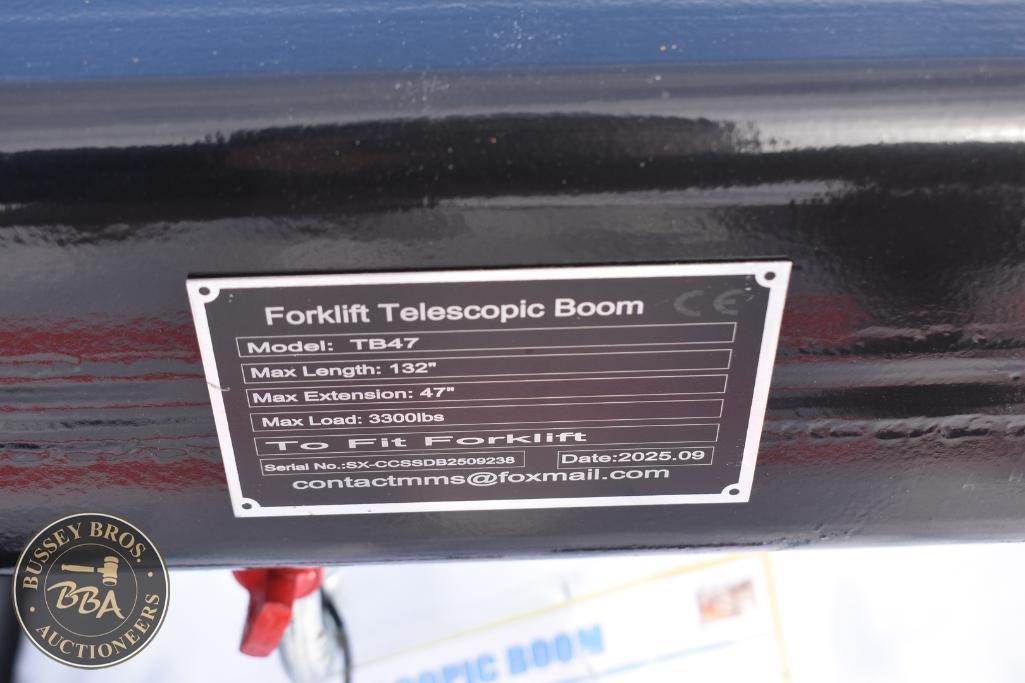 Forklift Telescopic Boom CE
Model: TB47
Max Length: 132"
Max Extension: 47"
Max Load: 3300lbs
To Fit Forklift
Serial No.:SX-CCSSDB2509238 Date:2025.09
contactmms@foxmail.com
BUSSEY BROS.
BBA
AUCTIONEERS
OPIC BOOM